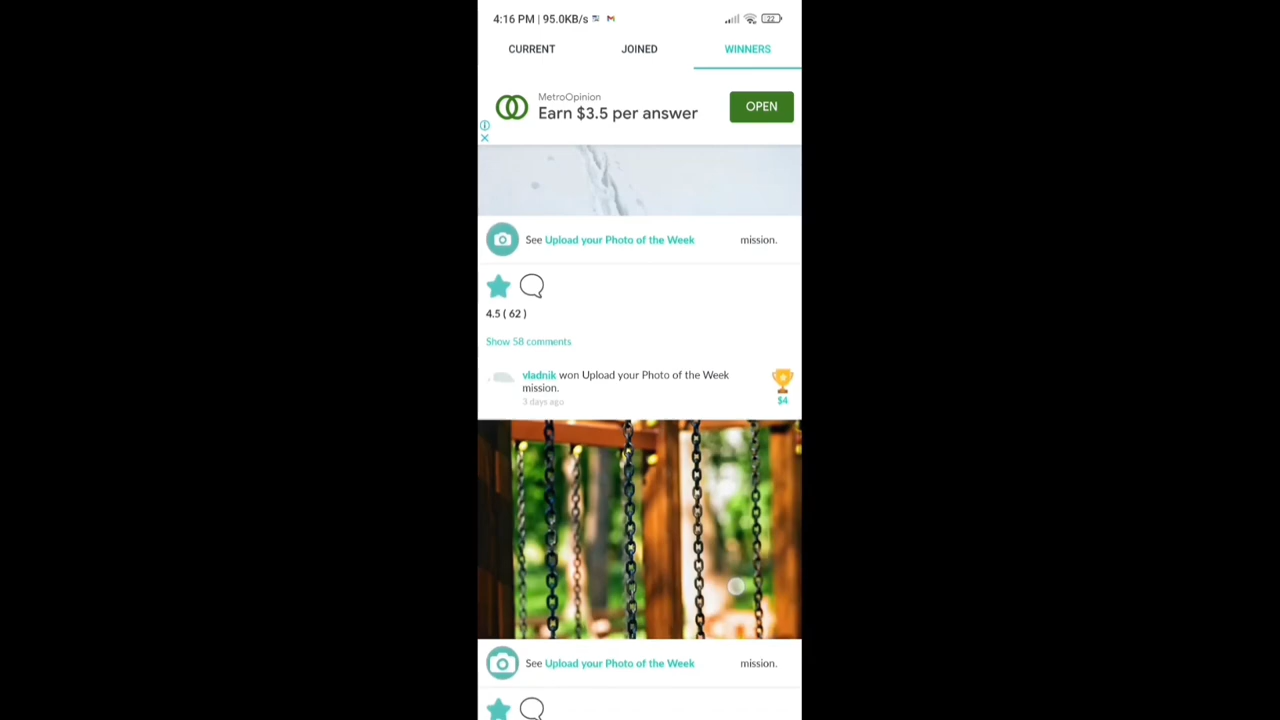 4:16 PM | 95.0KB/s 22
CURRENT JOINED WINNERS
MetroOpinion
Earn $3.5 per answer
OPEN
See Upload your Photo of the Week mission.
4.5 ( 62 )
Show 58 comments
vladnik won Upload your Photo of the Week
mission.
$4
3 days ago
See Upload your Photo of the Week mission.